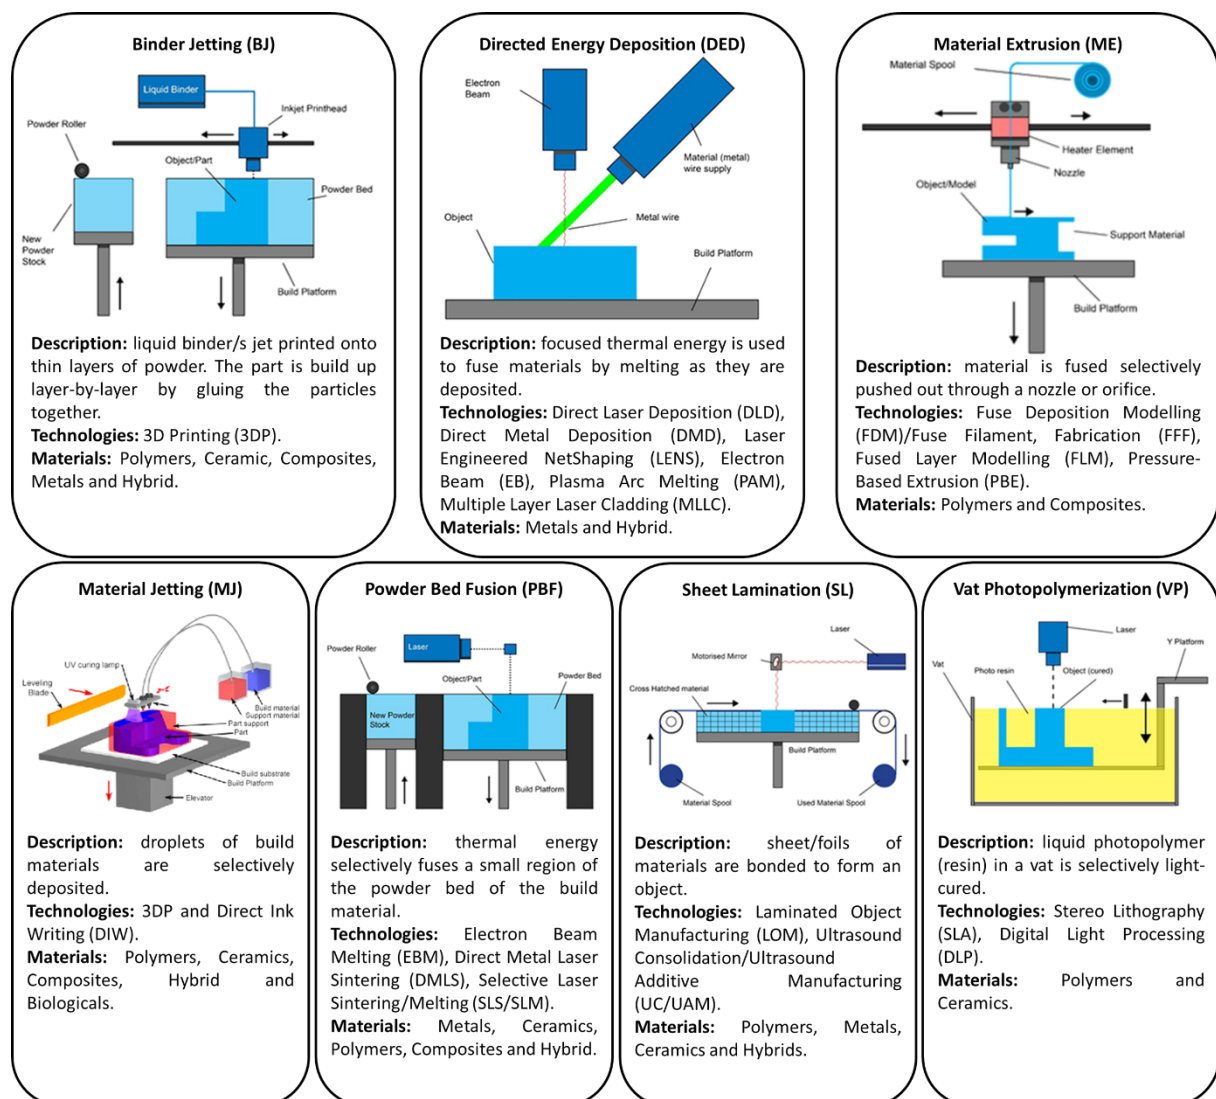 Binder Jetting (BJ)
Liquid Binder
Inkjet Printhead
Powder Roller
Object/Part
Powder Bed
New
Powder
Stock
Build Platform
Description: liquid binder/s jet printed onto
thin layers of powder. The part is build up
layer-by-layer by gluing the particles
together.
Technologies: 3D Printing (3DP).
Materials: Polymers, Ceramic, Composites,
Metals and Hybrid.
Directed Energy Deposition (DED)
Electron
Beam
Material (metal)
wire supply
Metal wire
Object
Build Platform
Description: focused thermal energy is used
to fuse materials by melting as they are
deposited.
Technologies: Direct Laser Deposition (DLD),
Direct Metal Deposition (DMD), Laser
Engineered NetShaping (LENS), Electron
Beam (EB), Plasma Arc Melting (PAM),
Multiple Layer Laser Cladding (MLLC).
Materials: Metals and Hybrid.
Material Extrusion (ME)
Material Spool
Heater Element
Nozzle
Object/Model
Support Material
Build Platform
Description: material is fused selectively
pushed out through a nozzle or orifice.
Technologies: Fuse Deposition Modelling
(FDM)/Fuse Filament, Fabrication (FFF),
Fused Layer Modelling (FLM), Pressure-
Based Extrusion (PBE).
Materials: Polymers and Composites.
Material Jetting (MJ)
UV curing lamp
Leveling
Blade
Build material
Support material
Part support
Part
Build substrate
Build Platform
Elevator
Description: droplets of build
materials are selectively
deposited.
Technologies: 3DP and Direct Ink
Writing (DIW).
Materials: Polymers, Ceramics,
Composites, Hybrid and
Biologicals.
Powder Bed Fusion (PBF)
Laser
Powder Roller
Object/Part
Powder Bed
New Powder
Stock
Build Platform
Description: thermal energy
selectively fuses a small region of
the powder bed of the build
material.
Technologies: Electron Beam
Melting (EBM), Direct Metal Laser
Sintering (DMLS), Selective Laser
Sintering/Melting (SLS/SLM).
Materials: Metals, Ceramics,
Polymers, Composites and Hybrid.
Sheet Lamination (SL)
Laser
Motorised Mirror
Cross Hatched material
Build Platform
Material Spool
Used Material Spool
Description: sheet/foils of
materials are bonded to form an
object.
Technologies: Laminated Object
Manufacturing (LOM), Ultrasound
Consolidation/Ultrasound
Additive Manufacturing
(UC/UAM).
Materials: Polymers, Metals,
Ceramics and Hybrids.
Vat Photopolymerization (VP)
Laser
Y Platform
Vat
Photo resin
Object (cured)
Description: liquid photopolymer
(resin) in a vat is selectively light-
cured.
Technologies: Stereo Lithography
(SLA), Digital Light Processing
(DLP).
Materials: Polymers and
Ceramics.